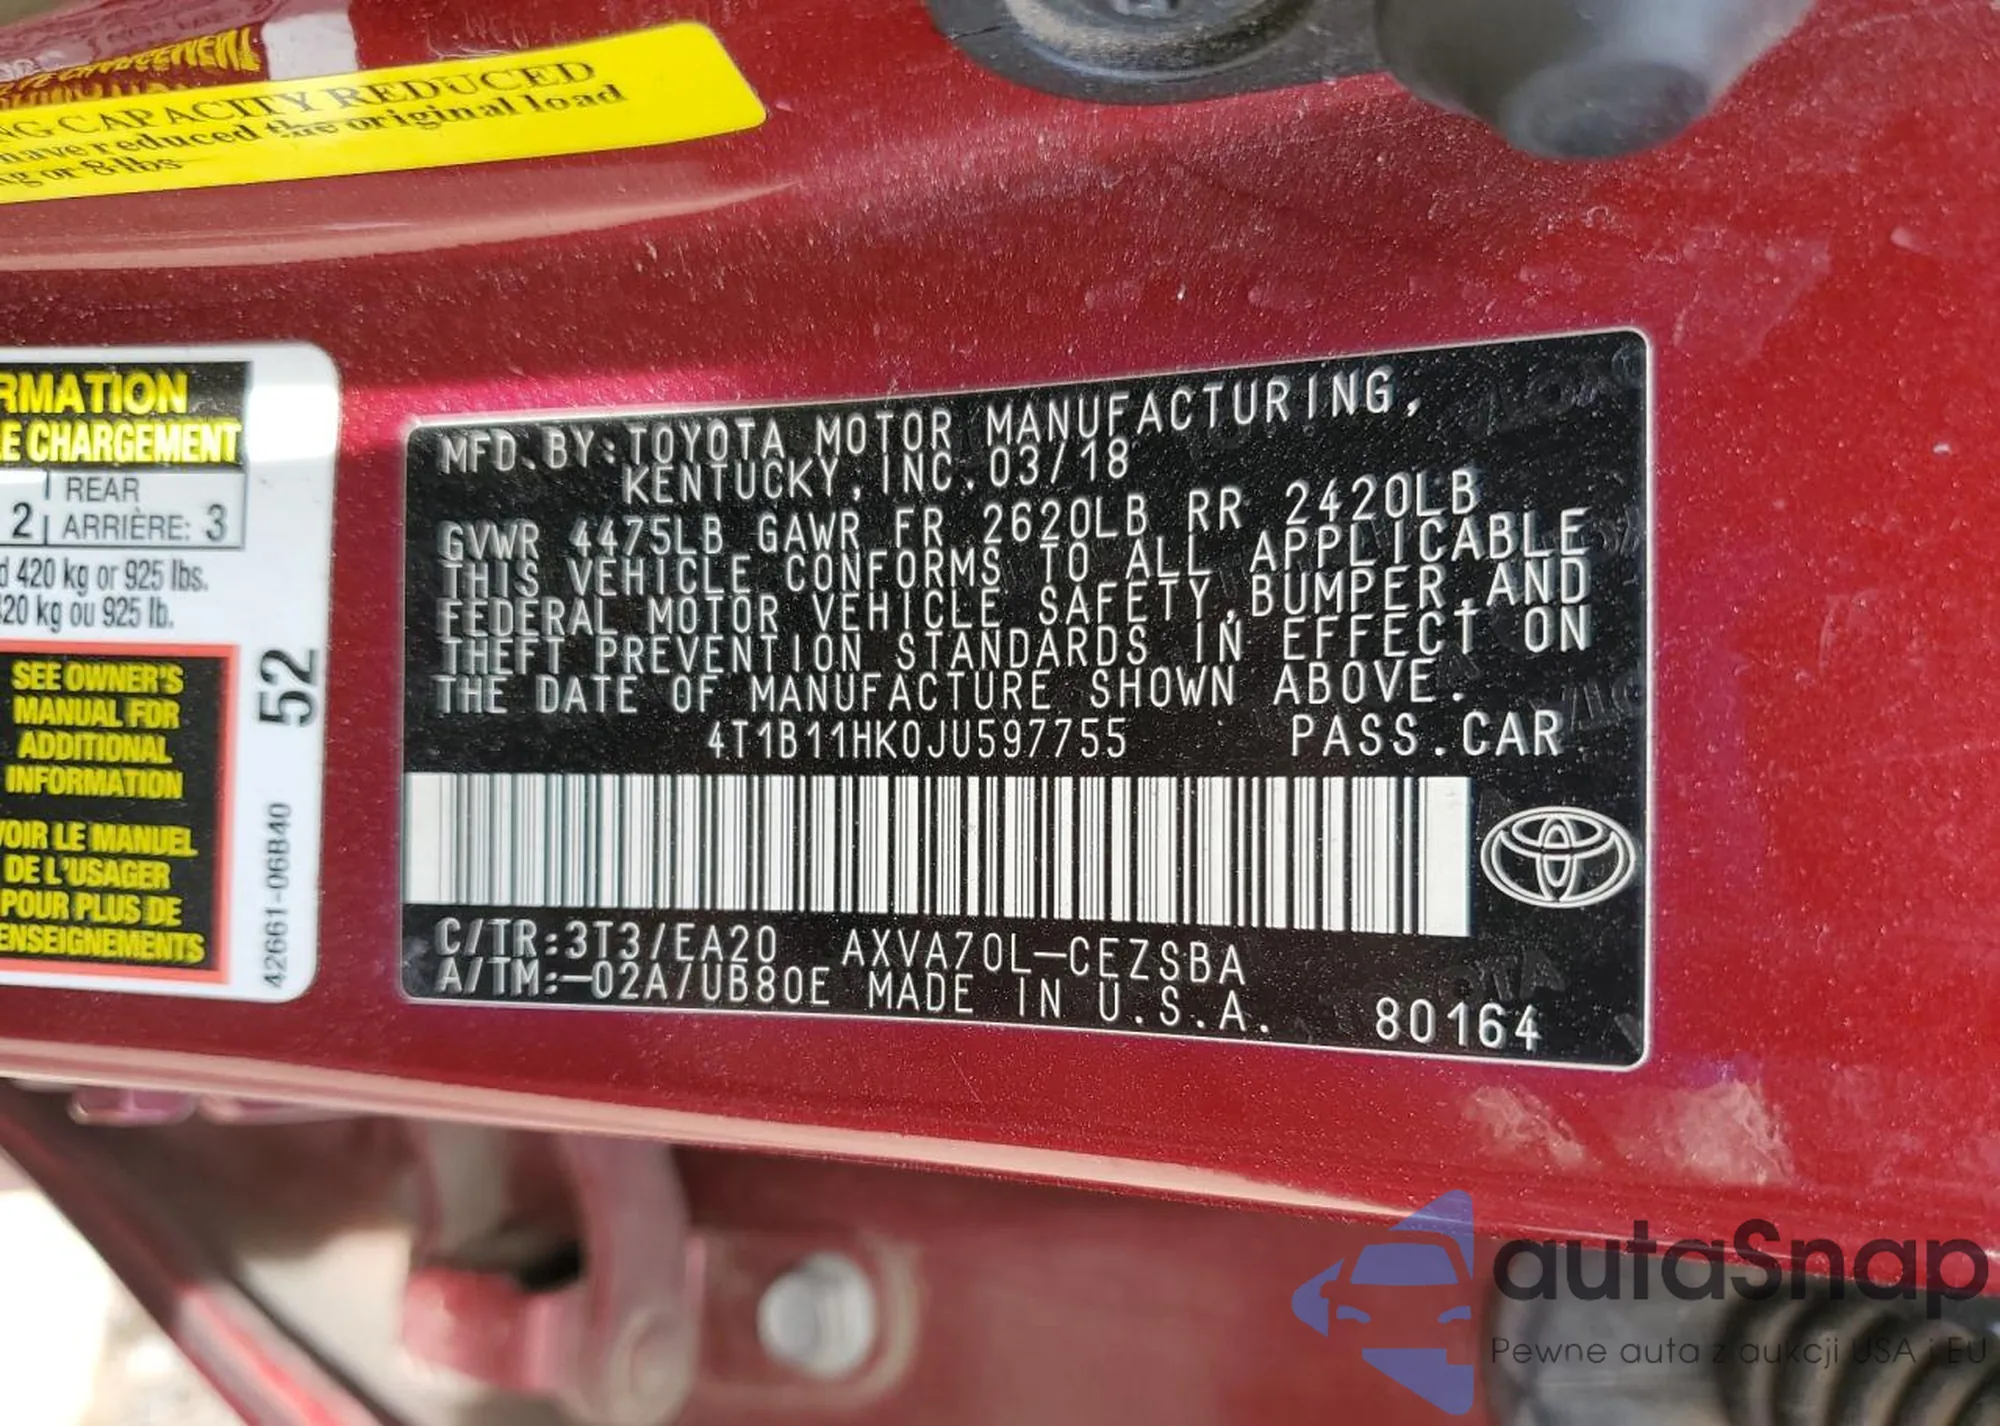 NG CAPACITY REDUCED
have reduced the original load
kg or 8 lbs
RMATION
LE CHARGEMENT
REAR
2 ARRIÈRE: 3
d 420 kg or 925 lbs.
420 kg ou 925 lb.
SEE OWNER'S
MANUAL FOR
ADDITIONAL
INFORMATION
VOIR LE MANUEL
DE L'USAGER
POUR PLUS DE
ENSEIGNEMENTS
52
42661-06B40
MFD.BY:TOYOTA MOTOR MANUFACTURING,
KENTUCKY,INC.03/18
GVWR 4475LB GAWR FR 2620LB RR 2420LB
THIS VEHICLE CONFORMS TO ALL APPLICABLE
FEDERAL MOTOR VEHICLE SAFETY,BUMPER,AND
THEFT PREVENTION STANDARDS IN EFFECT ON
THE DATE OF MANUFACTURE SHOWN ABOVE.
4T1B11HK0JU597755 PASS.CAR
C/TR:3T3/EA20 AXVA70L-CEZSBA
A/TM:-02A/UB80E MADE IN U.S.A. 80164
autaSnap
Pewne auta z aukcji USA i EU